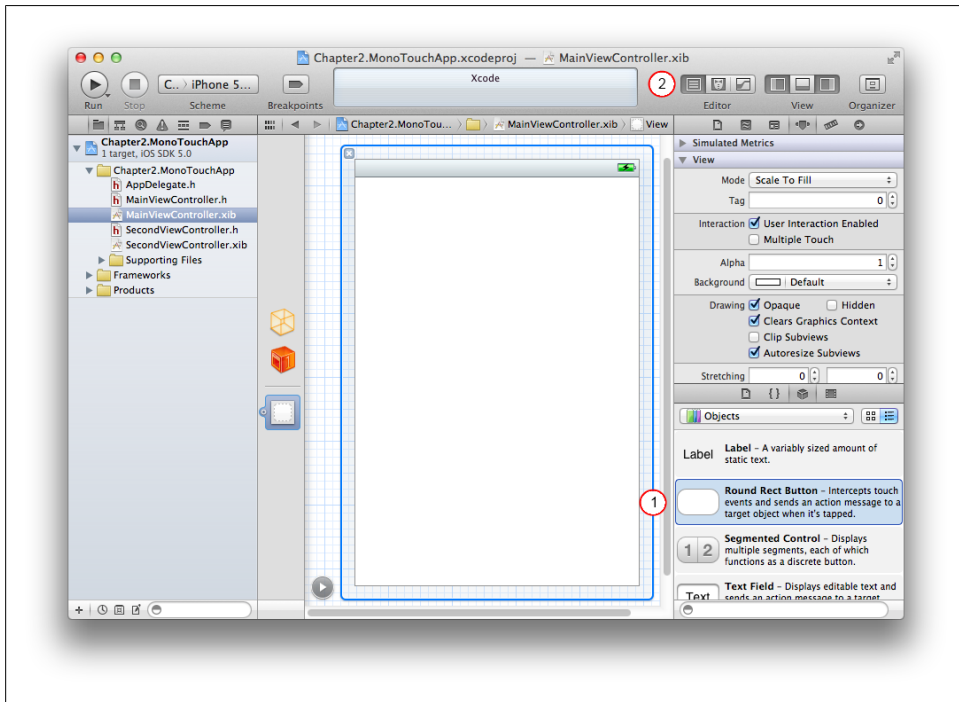 Chapter2.MonoTouchApp.xcodeproj — MainViewController.xib
C.. › iPhone 5...
Xcode
2
Run
Stop
Scheme
Breakpoints
Editor
View
Organizer
Chapter2.MonoTou... › › MainViewController.xib › View
Chapter2.MonoTouchApp
1 target, iOS SDK 5.0
Chapter2.MonoTouchApp
h AppDelegate.h
h MainViewController.h
MainViewController.xib
h SecondViewController.h
SecondViewController.xib
Supporting Files
Frameworks
Products
Simulated Metrics
View
Mode Scale To Fill
Tag 0
Interaction User Interaction Enabled
Multiple Touch
Alpha 1
Background Default
Drawing Opaque Hidden
Clears Graphics Context
Clip Subviews
Autoresize Subviews
Stretching 0 0
{}
Objects
Label
Label – A variably sized amount of
static text.
1
Round Rect Button – Intercepts touch
events and sends an action message to a
target object when it's tapped.
1 2
Segmented Control – Displays
multiple segments, each of which
functions as a discrete button.
Text
Text Field – Displays editable text and
sends an action message to a target